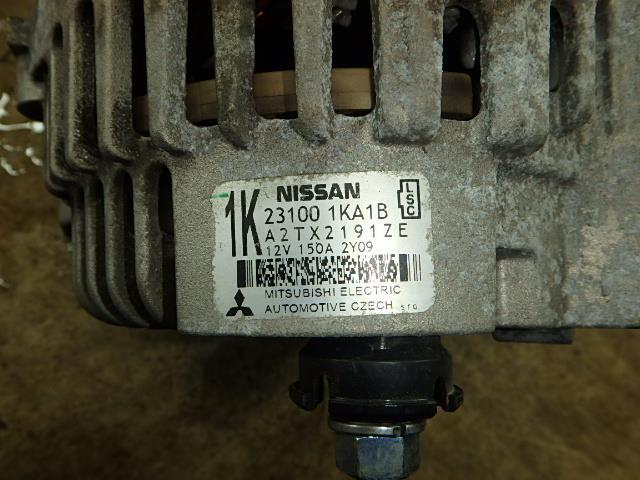 NISSAN
1K
23100 1KA1B
LSC
A2TX2191ZE
12V 150A 2Y09
MITSUBISHI ELECTRIC
AUTOMOTIVE CZECH s.r.o